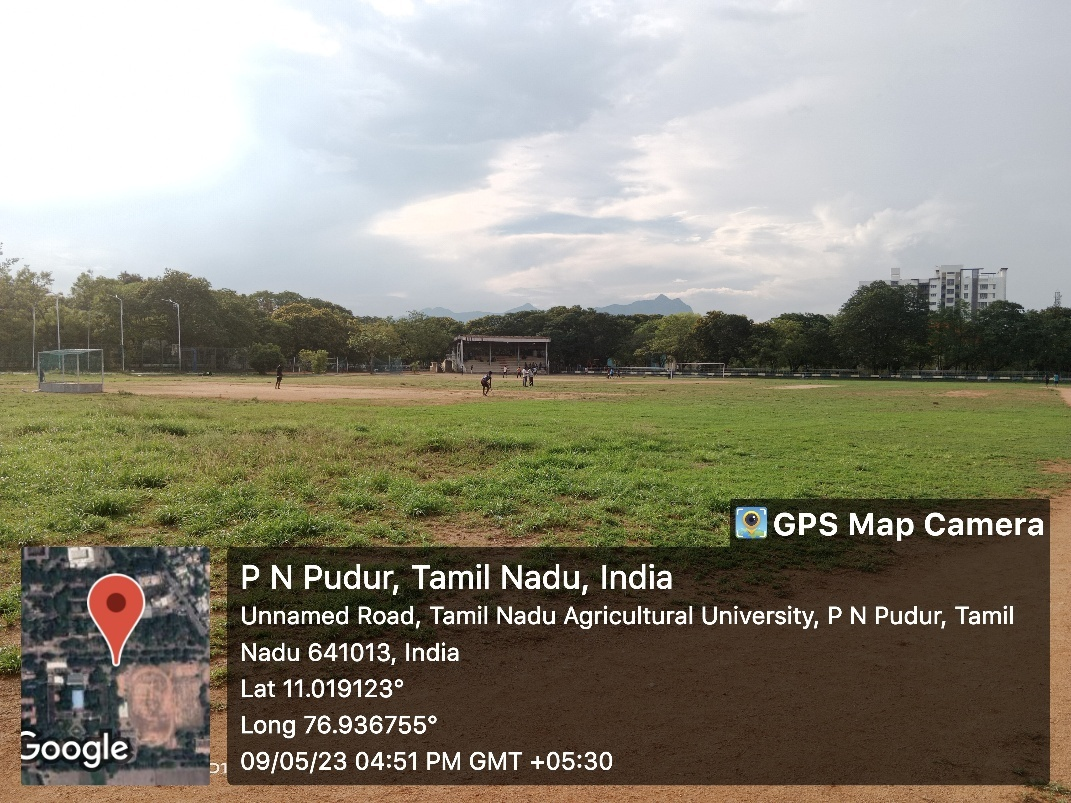 GPS Map Camera
P N Pudur, Tamil Nadu, India
Unnamed Road, Tamil Nadu Agricultural University, P N Pudur, Tamil
Nadu 641013, India
Lat 11.019123°
Long 76.936755°
09/05/23 04:51 PM GMT +05:30
Google